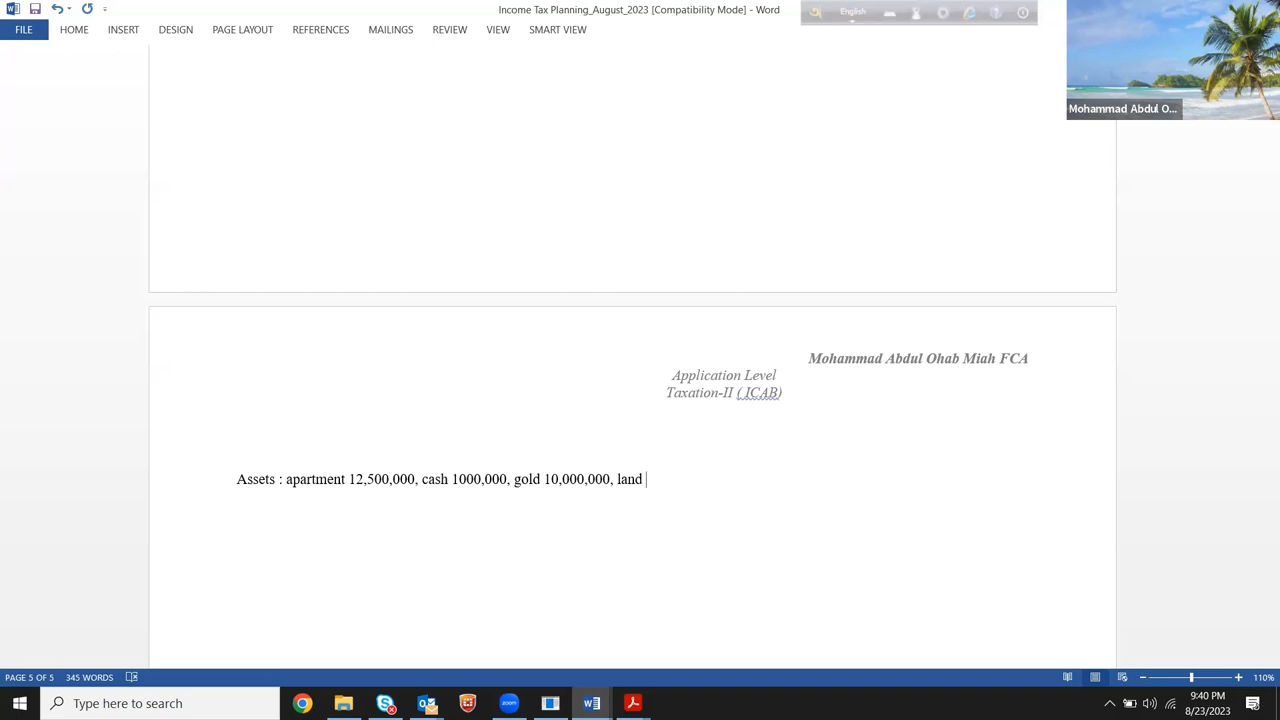 Income Tax Planning_August_2023 [Compatibility Mode] - Word
English
FILE HOME INSERT DESIGN PAGE LAYOUT REFERENCES MAILINGS REVIEW VIEW SMART VIEW
Mohammad Abdul O...
Mohammad Abdul Ohab Miah FCA
Application Level
Taxation-II ( ICAB)
Assets : apartment 12,500,000, cash 1000,000, gold 10,000,000, land
PAGE 5 OF 5 345 WORDS
110%
Type here to search
zoom
9:40 PM
8/23/2023